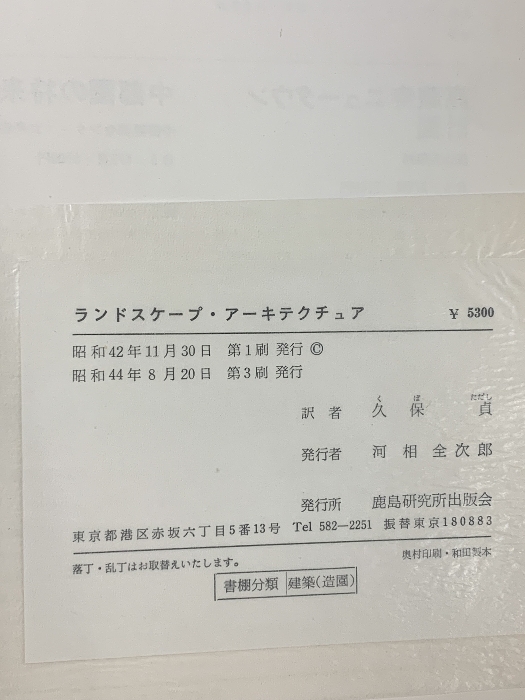 ランドスケープ・アーキテクチュア ¥ 5300
昭和42年11月30日 第1刷 発行 ©
昭和44年8月20日 第3刷 発行
くぼ ただし
訳者 久保 貞
発行者 河相全次郎
発行所 鹿島研究所出版会
東京都港区赤坂六丁目5番13号 Tel 582—2251 振替東京180883
落丁・乱丁はお取替えいたします。 奥村印刷・和田製本
書棚分類 建築(造園)